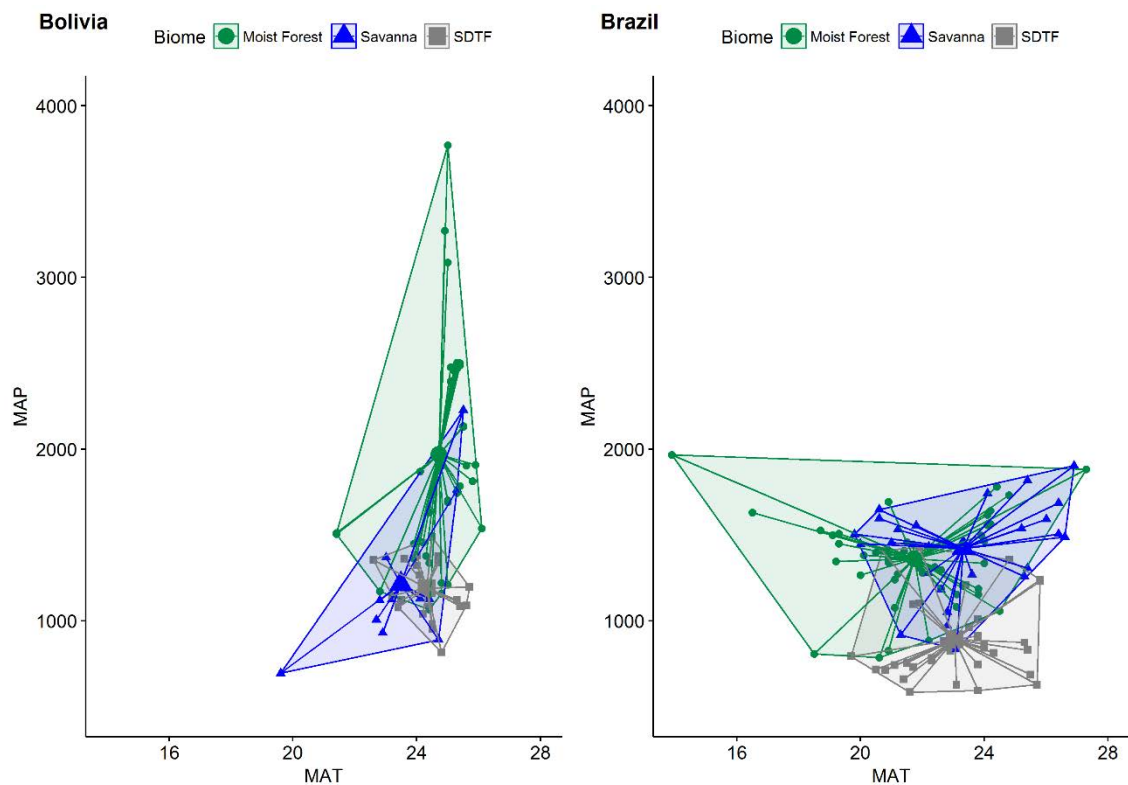 Bolivia
Biome Moist Forest Savanna SDTF
4000
3000
2000
1000
MAP
16 20 24 28
MAT
Brazil
Biome Moist Forest Savanna SDTF
4000
3000
2000
1000
MAP
16 20 24 28
MAT